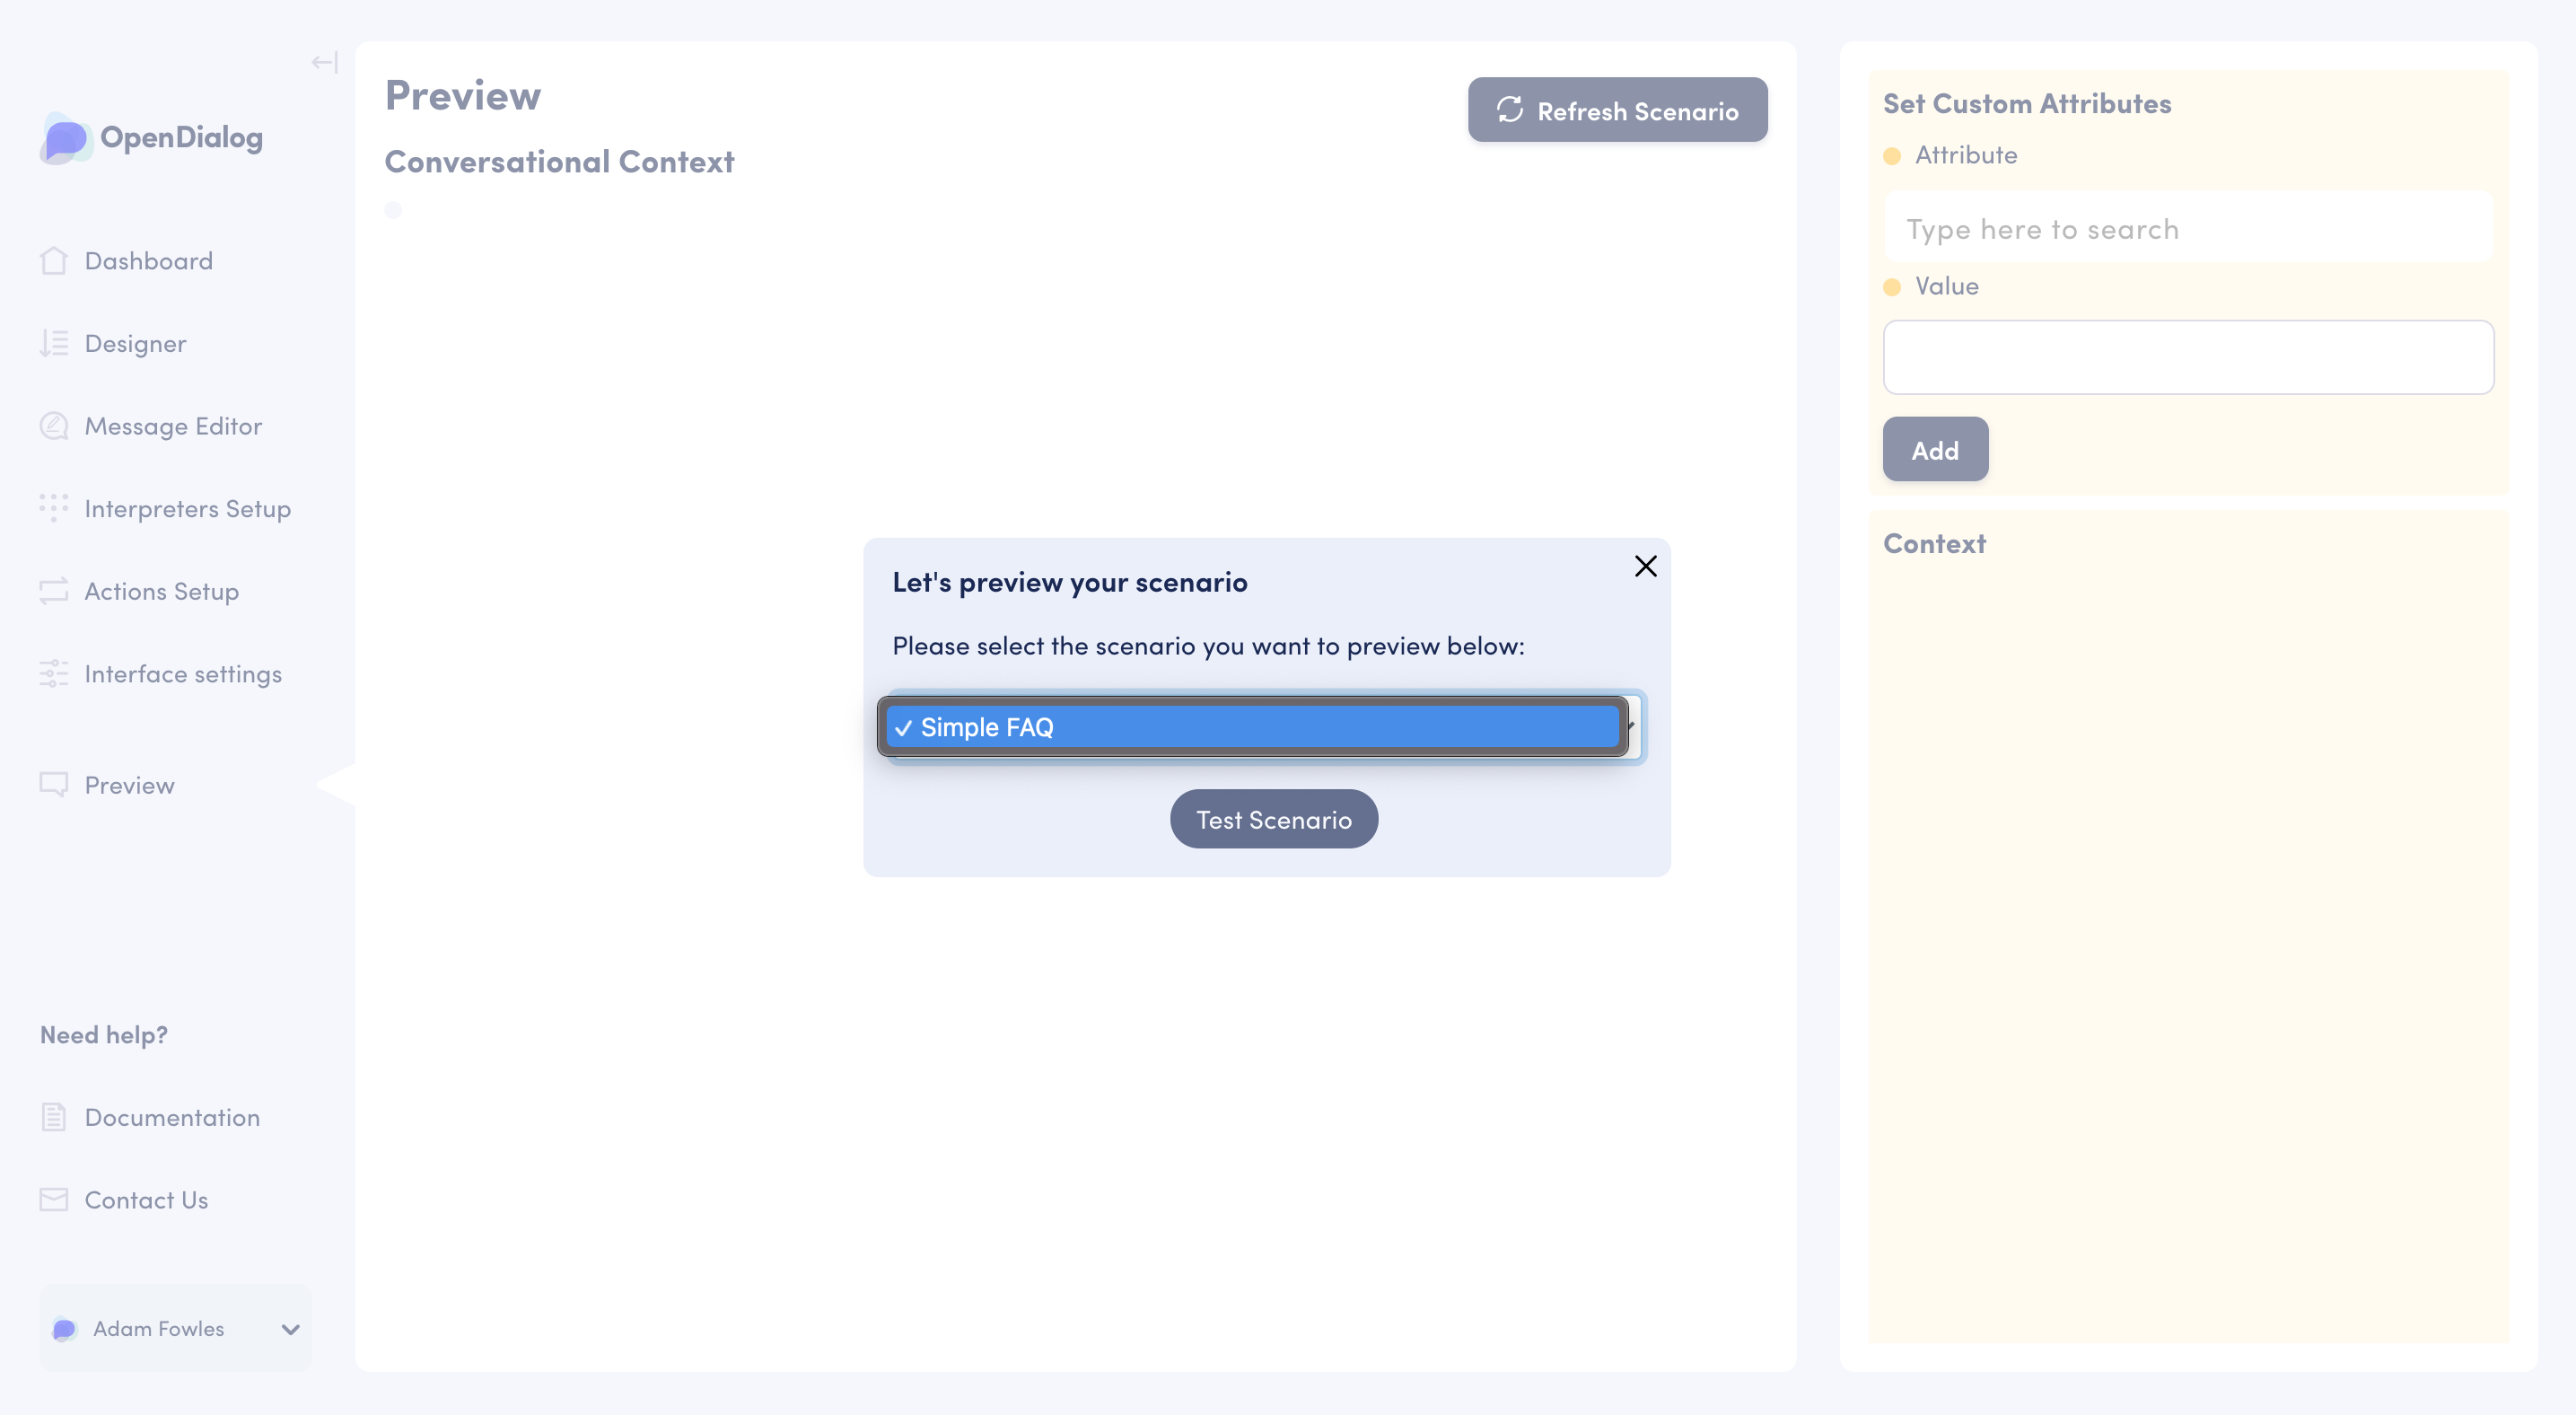 OpenDialog
Dashboard
Designer
Message Editor
Interpreters Setup
Actions Setup
Interface settings
Preview
Need help?
Documentation
Contact Us
Adam Fowles
Preview
Refresh Scenario
Conversational Context
Let's preview your scenario
Please select the scenario you want to preview below:
✓ Simple FAQ
Test Scenario
Set Custom Attributes
Attribute
Type here to search
Value
Add
Context